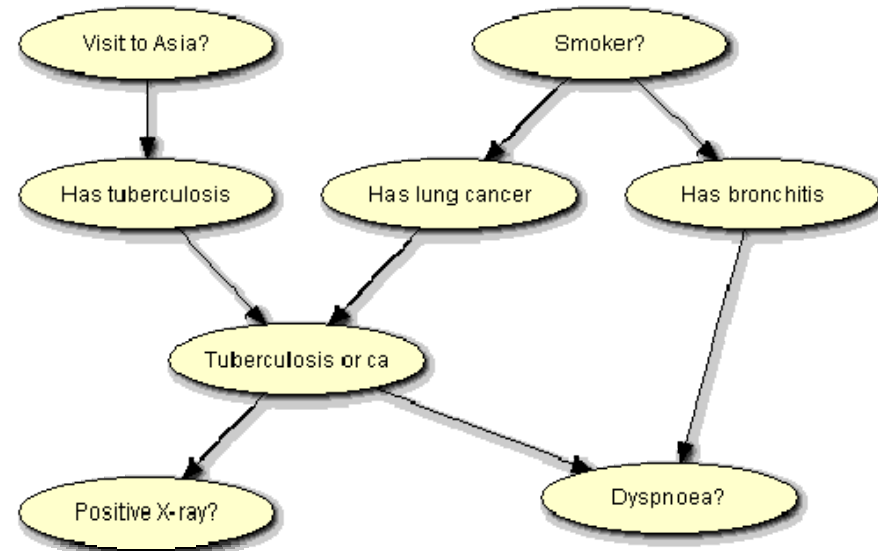 Visit to Asia?
Smoker?
Has tuberculosis
Has lung cancer
Has bronchitis
Tuberculosis or ca
Positive X-ray?
Dyspnoea?